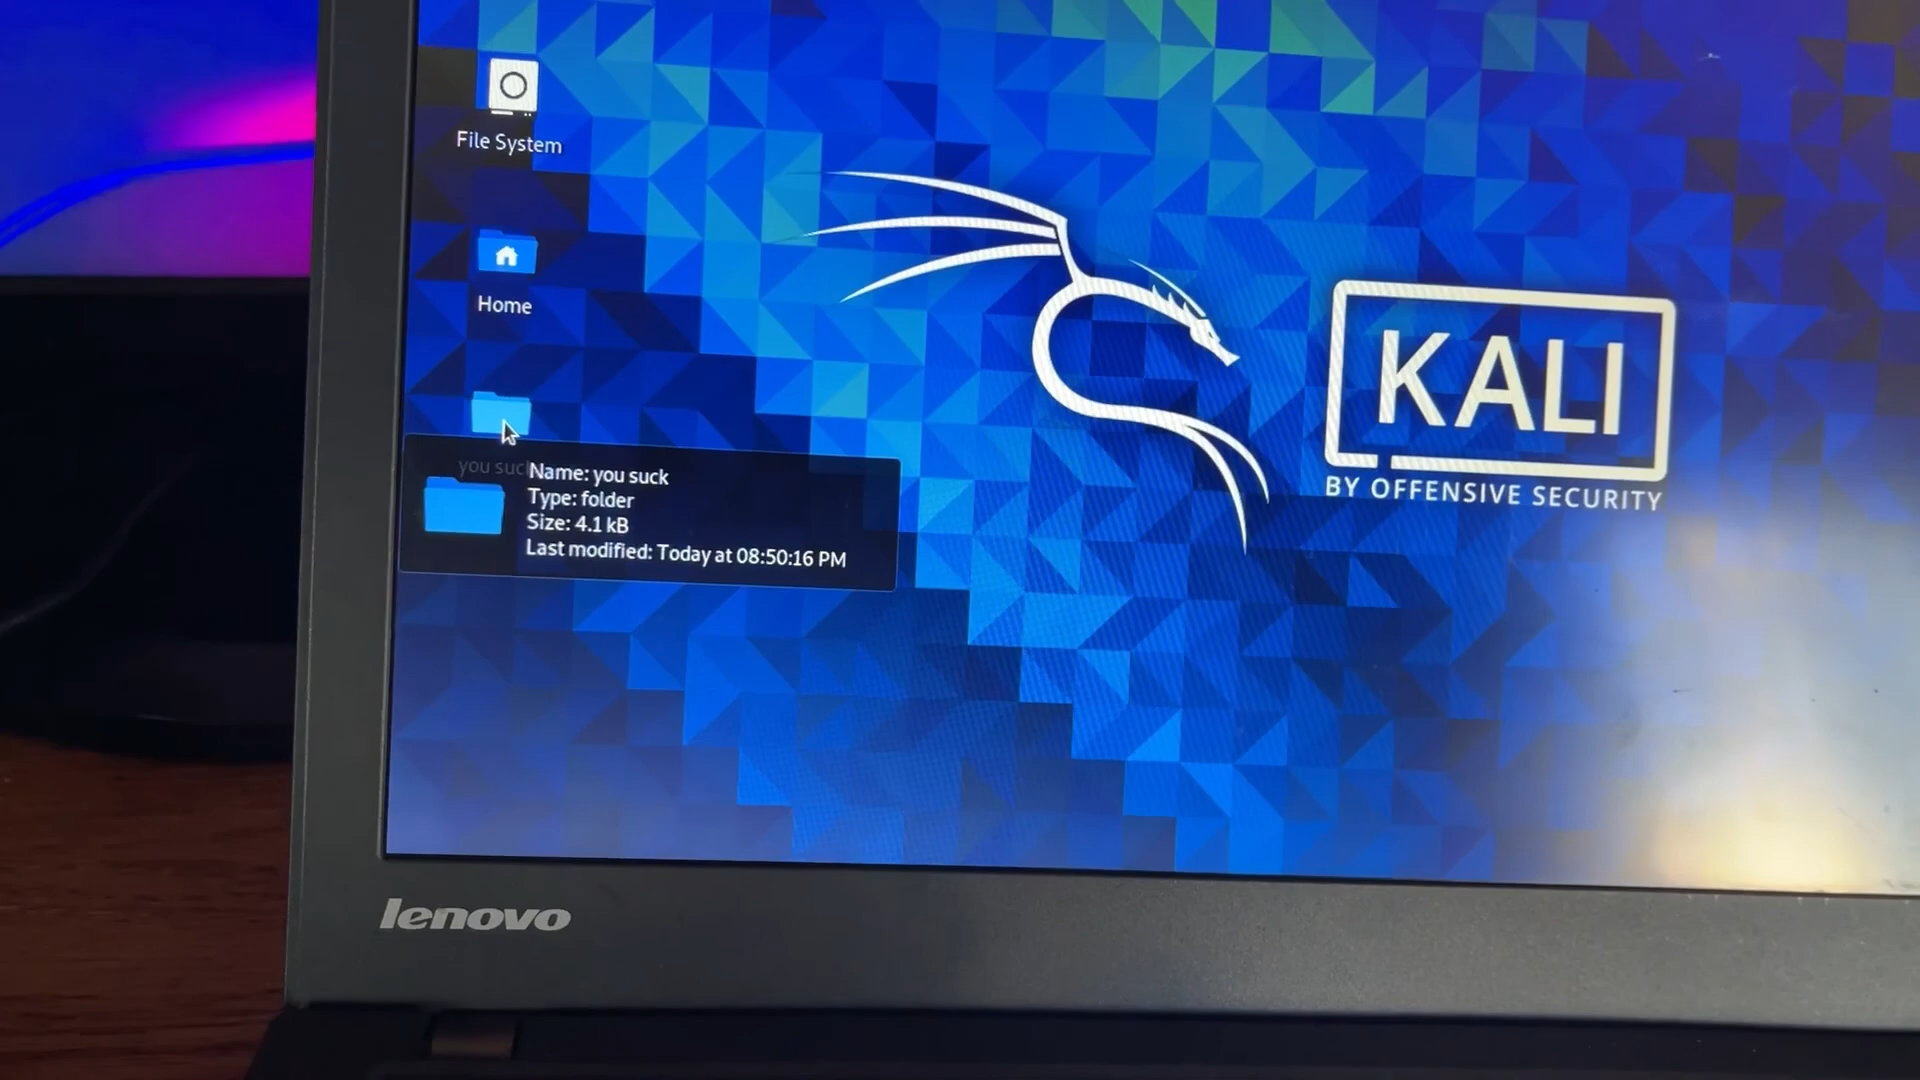 File System
Home
you suc
Name: you suck
Type: folder
Size: 4.1 kB
Last modified: Today at 08:50:16 PM
KALI
BY OFFENSIVE SECURITY
lenovo